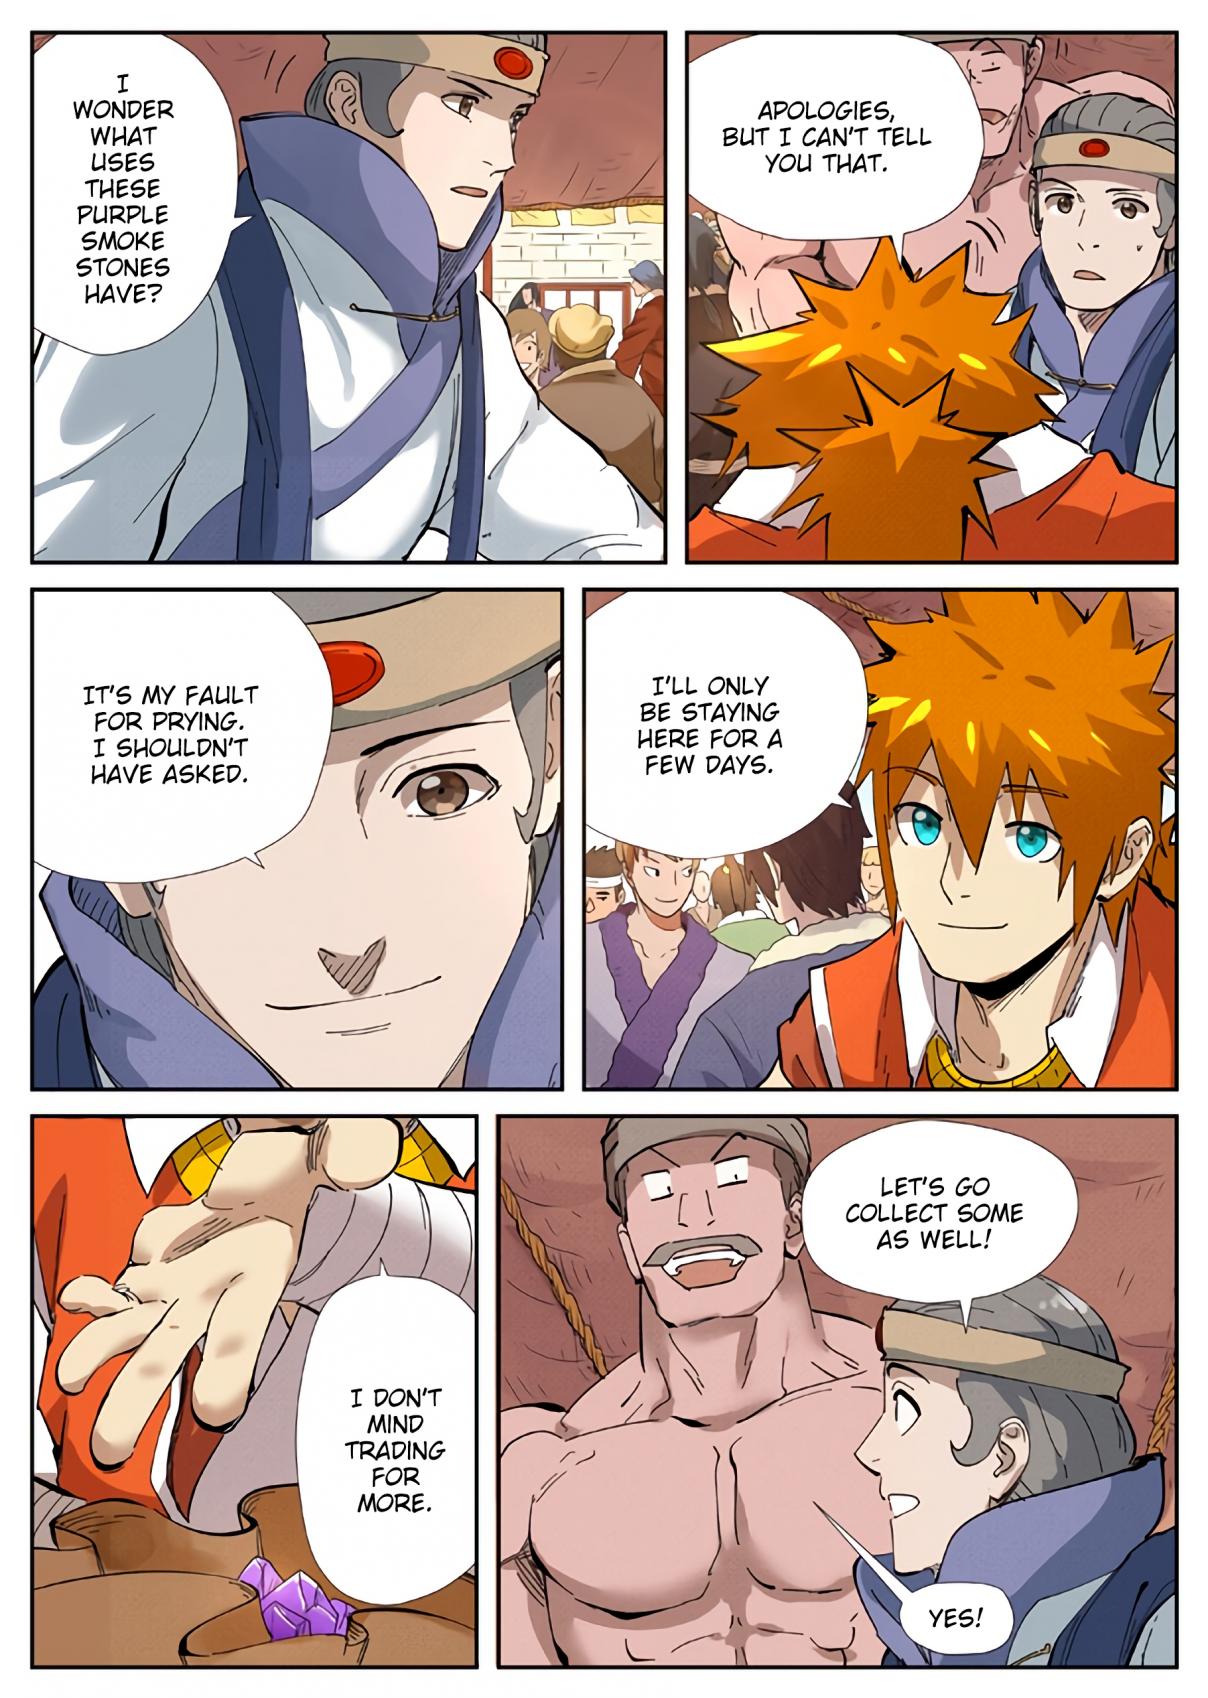 I
WONDER
WHAT
USES
THESE
PURPLE
SMOKE
STONES
HAVE?
APOLOGIES,
BUT I CAN'T TELL
YOU THAT.
IT'S MY FAULT
FOR PRYING.
I SHOULDN'T
HAVE ASKED.
I'LL ONLY
BE STAYING
HERE FOR A
FEW DAYS.
I DON'T
MIND
TRADING
FOR
MORE.
LET'S GO
COLLECT SOME
AS WELL!
YES!